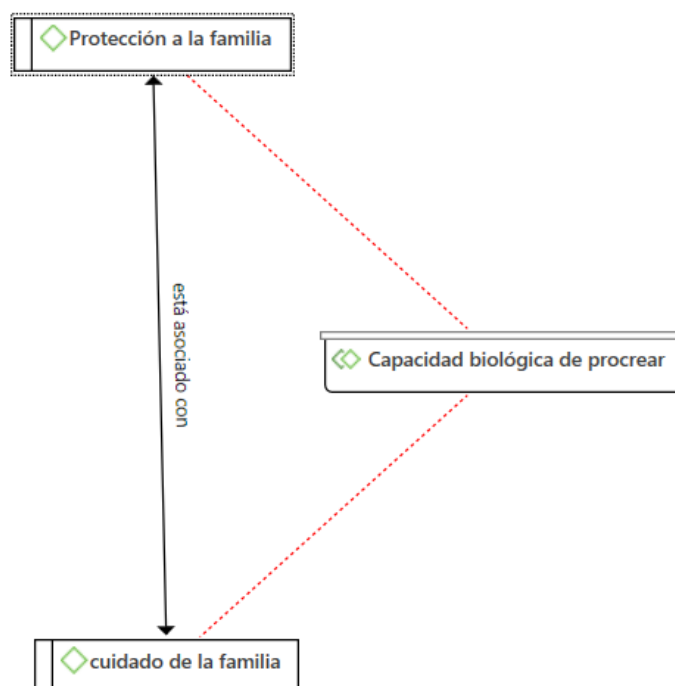 Protección a la familia
está asociado con
Capacidad biológica de procrear
cuidado de la familia